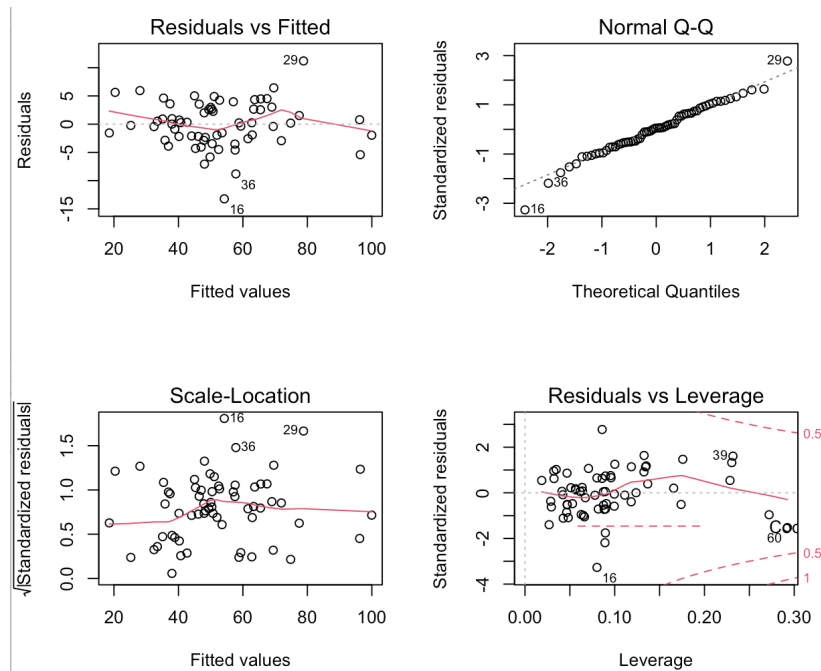 Residuals vs Fitted
Residuals
5
0
-5
-15
29
36
16
20 40 60 80 100
Fitted values
Normal Q-Q
Standardized residuals
3
1
-1
-3
29
36
16
-2 -1 0 1 2
Theoretical Quantiles
Scale-Location
√|Standardized residuals|
1.5
1.0
0.5
0.0
16
36
29
20 40 60 80 100
Fitted values
Residuals vs Leverage
Standardized residuals
2
0
-2
-4
39
60
16
0.5
0.5
1
0.00 0.10 0.20 0.30
Leverage